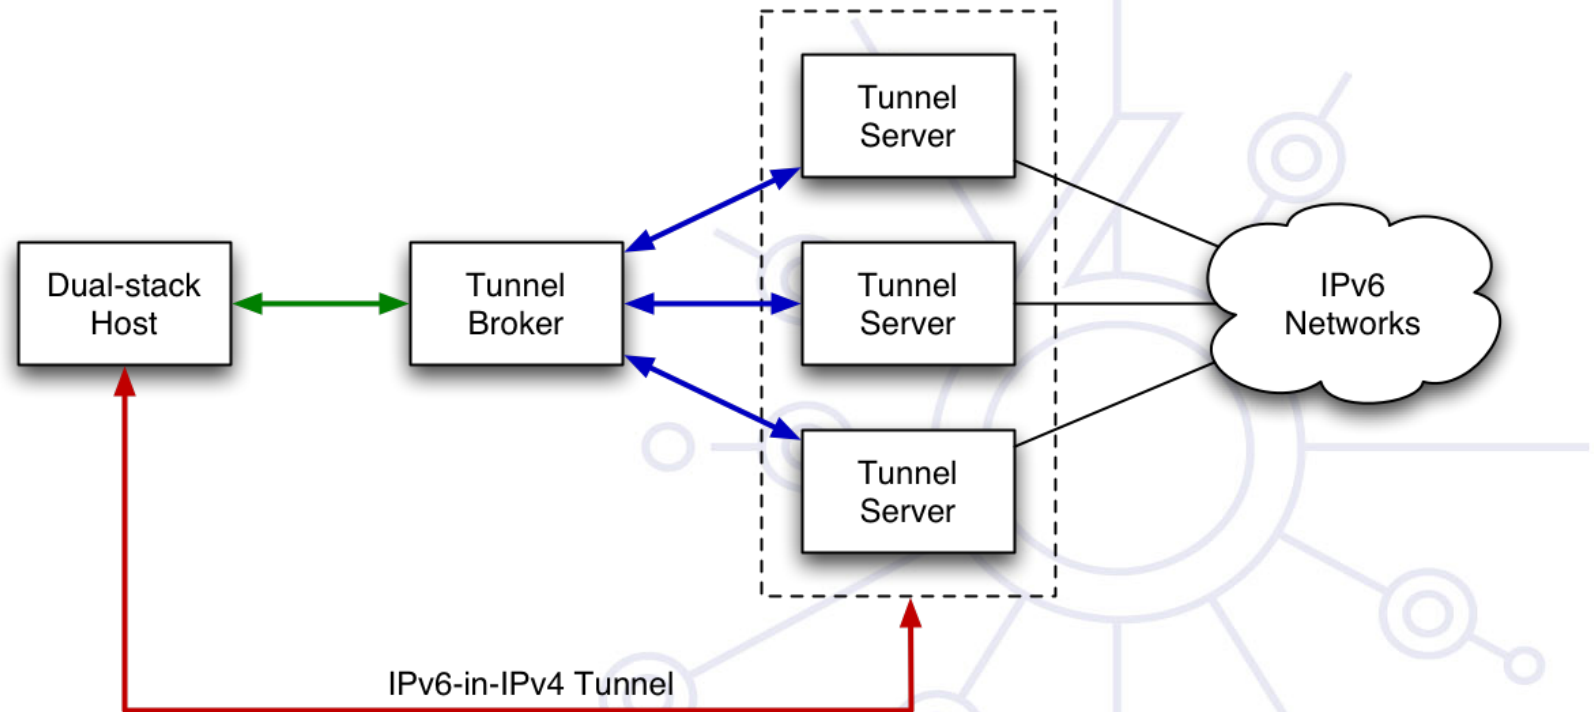 Tunnel
Server
Dual-stack
Host
Tunnel
Broker
Tunnel
Server
IPv6
Networks
Tunnel
Server
IPv6-in-IPv4 Tunnel